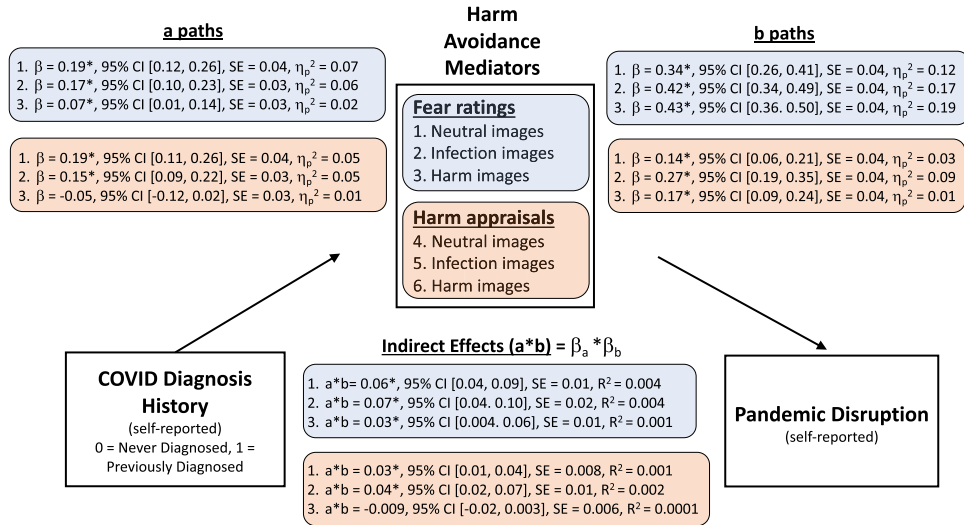 a paths
1. β = 0.19*, 95% CI [0.12, 0.26], SE = 0.04, ηp² = 0.07
2. β = 0.17*, 95% CI [0.10, 0.23], SE = 0.03, ηp² = 0.06
3. β = 0.07*, 95% CI [0.01, 0.14], SE = 0.03, ηp² = 0.02
1. β = 0.19*, 95% CI [0.11, 0.26], SE = 0.04, ηp² = 0.05
2. β = 0.15*, 95% CI [0.09, 0.22], SE = 0.03, ηp² = 0.05
3. β = -0.05, 95% CI [-0.12, 0.02], SE = 0.03, ηp² = 0.01
Harm
Avoidance
Mediators
Fear ratings
1. Neutral images
2. Infection images
3. Harm images
Harm appraisals
4. Neutral images
5. Infection images
6. Harm images
b paths
1. β = 0.34*, 95% CI [0.26, 0.41], SE = 0.04, ηp² = 0.12
2. β = 0.42*, 95% CI [0.34, 0.49], SE = 0.04, ηp² = 0.17
3. β = 0.43*, 95% CI [0.36. 0.50], SE = 0.04, ηp² = 0.19
1. β = 0.14*, 95% CI [0.06, 0.21], SE = 0.04, ηp² = 0.03
2. β = 0.27*, 95% CI [0.19, 0.35], SE = 0.04, ηp² = 0.09
3. β = 0.17*, 95% CI [0.09, 0.24], SE = 0.04, ηp² = 0.01
COVID Diagnosis
History
(self-reported)
0 = Never Diagnosed, 1 =
Previously Diagnosed
Indirect Effects (a*b) = βa*βb
1. a*b= 0.06*, 95% CI [0.04, 0.09], SE = 0.01, R² = 0.004
2. a*b = 0.07*, 95% CI [0.04. 0.10], SE = 0.02, R² = 0.004
3. a*b = 0.03*, 95% CI [0.004. 0.06], SE = 0.01, R² = 0.001
1. a*b = 0.03*, 95% CI [0.01, 0.04], SE = 0.008, R² = 0.001
2. a*b = 0.04*, 95% CI [0.02, 0.07], SE = 0.01, R² = 0.002
3. a*b = -0.009, 95% CI [-0.02, 0.003], SE = 0.006, R² = 0.0001
Pandemic Disruption
(self-reported)